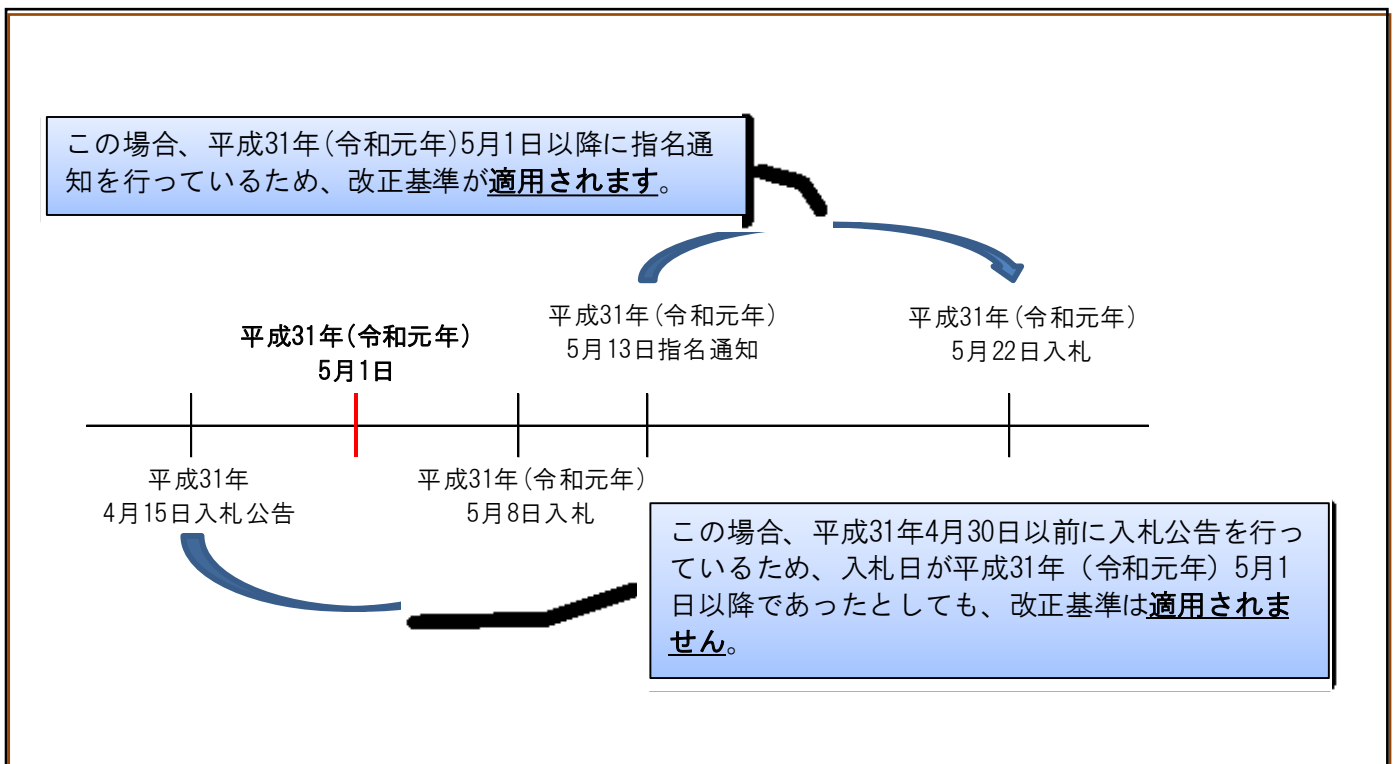 この場合、平成31年(令和元年)5月1日以降に指名通
知を行っているため、改正基準が適用されます。
平成31年(令和元年)
5月13日指名通知
平成31年(令和元年)
5月22日入札
平成31年(令和元年)
5月1日
平成31年
4月15日入札公告
平成31年(令和元年)
5月8日入札
この場合、平成31年4月30日以前に入札公告を行っ
ているため、入札日が平成31年（令和元年）5月1
日以降であったとしても、改正基準は適用されま
せん。